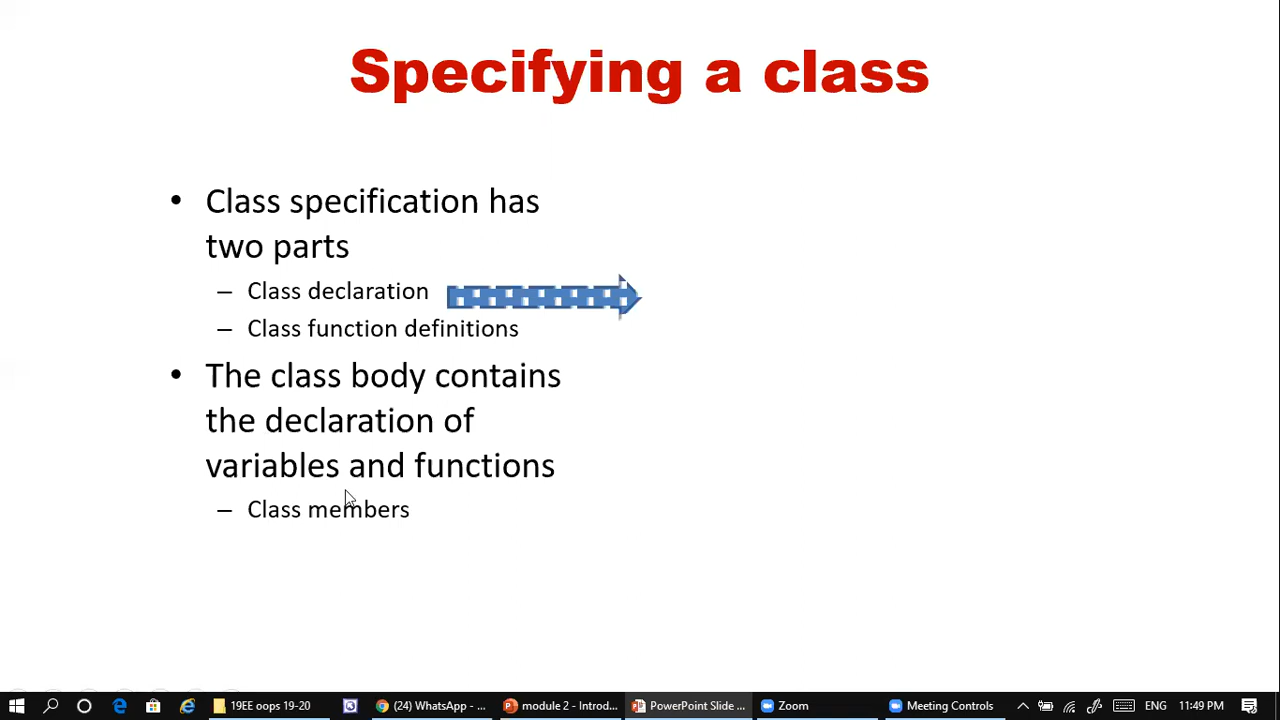 Specifying a class
• Class specification has
two parts
– Class declaration
– Class function definitions
• The class body contains
the declaration of
variables and functions
– Class members
19EE oops 19-20
(24) WhatsApp - ...
module 2 - Introd...
PowerPoint Slide ...
Zoom
Meeting Controls
ENG
11:49 PM